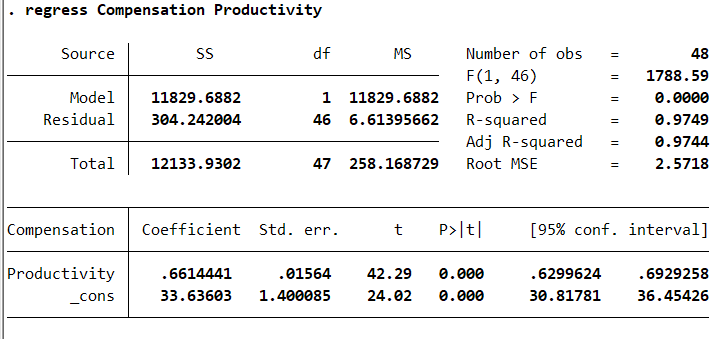 . regress Compensation Productivity
Source SS df MS Number of obs = 48
F(1, 46) = 1788.59
Model 11829.6882 1 11829.6882 Prob > F = 0.0000
Residual 304.242004 46 6.61395662 R-squared = 0.9749
Adj R-squared = 0.9744
Total 12133.9302 47 258.168729 Root MSE = 2.5718
Compensation Coefficient Std. err. t P>|t| [95% conf. interval]
Productivity .6614441 .01564 42.29 0.000 .6299624 .6929258
_cons 33.63603 1.400085 24.02 0.000 30.81781 36.45426